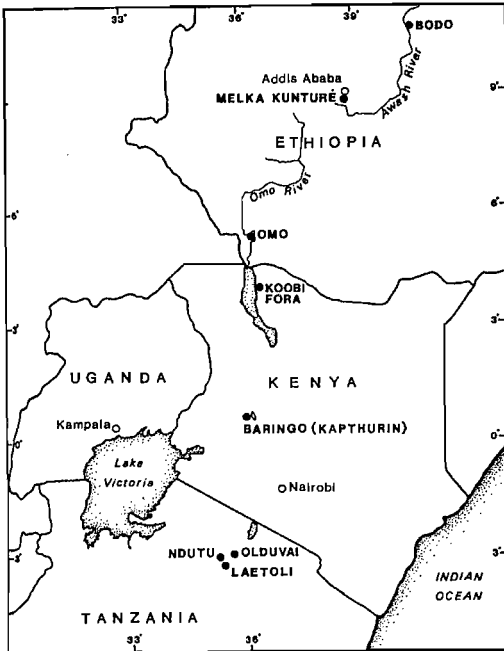 33°
36°
39°
BODO
Addis Ababa
MELKA KUNTURÉ
Awash River
9°
ETHIOPIA
Omo River
6°
6°
OMO
KOOBI
FORA
3°
3°
UGANDA
KENYA
Kampala
BARINGO (KAPTHURIN)
0°
0°
Lake
Victoria
Nairobi
NDUTU
OLDUVAI
LAETOLI
3°
3°
INDIAN
OCEAN
TANZANIA
33°
36°